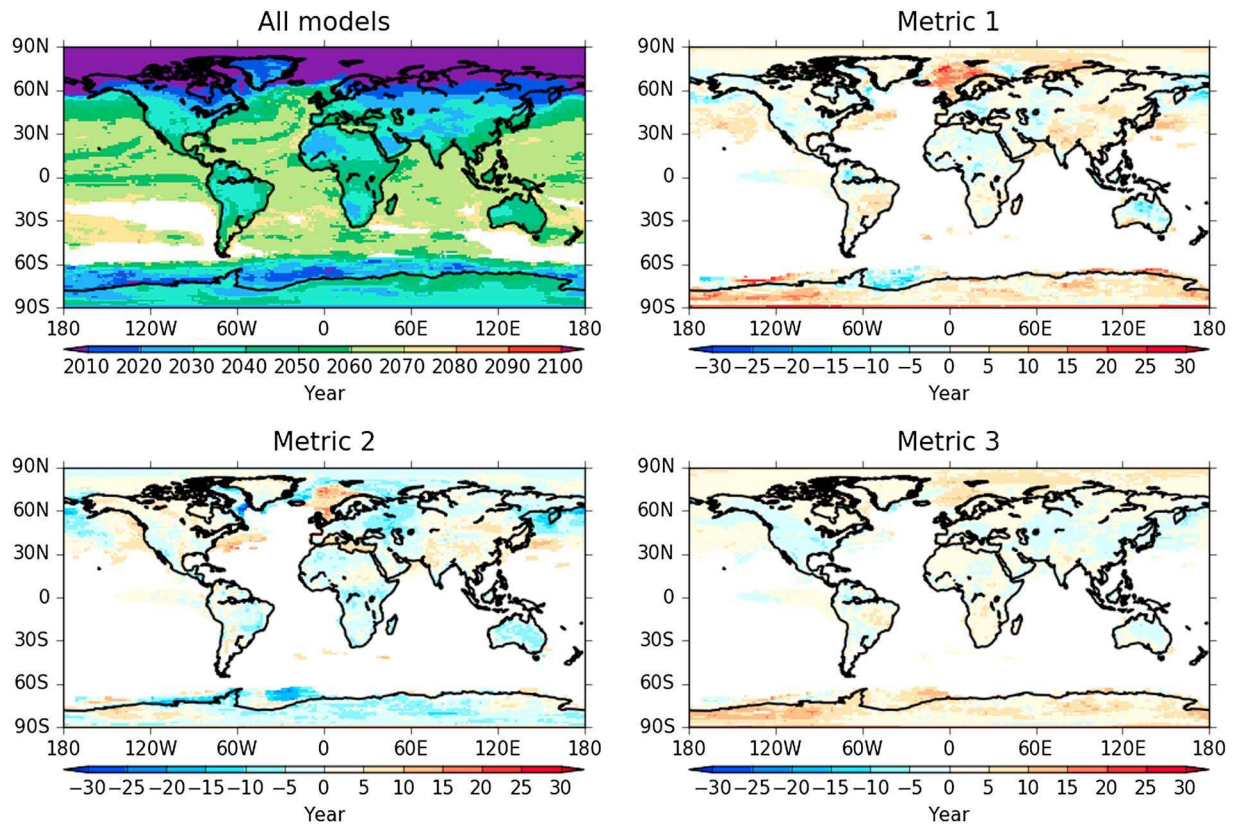 All models
Metric 1
90N
60N
30N
0
30S
60S
90S
180 120W 60W 0 60E 120E 180
2010 2020 2030 2040 2050 2060 2070 2080 2090 2100
Year
90N
60N
30N
0
30S
60S
90S
180 120W 60W 0 60E 120E 180
−30 −25 −20 −15 −10 −5 0 5 10 15 20 25 30
Year
Metric 2
Metric 3
90N
60N
30N
0
30S
60S
90S
180 120W 60W 0 60E 120E 180
−30 −25 −20 −15 −10 −5 0 5 10 15 20 25 30
Year
90N
60N
30N
0
30S
60S
90S
180 120W 60W 0 60E 120E 180
−30 −25 −20 −15 −10 −5 0 5 10 15 20 25 30
Year